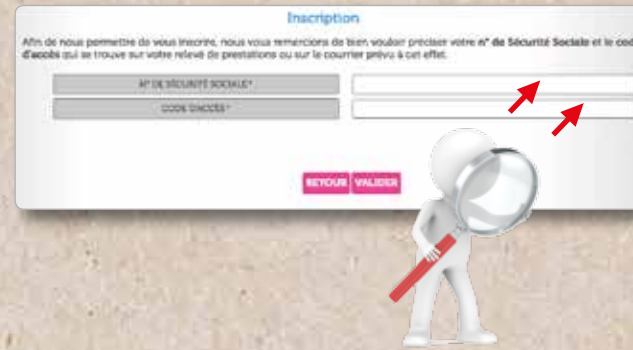 Inscription
Afin de nous permettre de vous inscrire, nous vous remercions de bien vouloir préciser votre n° de Sécurité Sociale et le cod
d'accès qui se trouve sur votre relevé de prestations ou sur le courrier prévu à cet effet.
N° DE SÉCURITÉ SOCIALE*
CODE D'ACCÈS*
RETOUR VALIDER